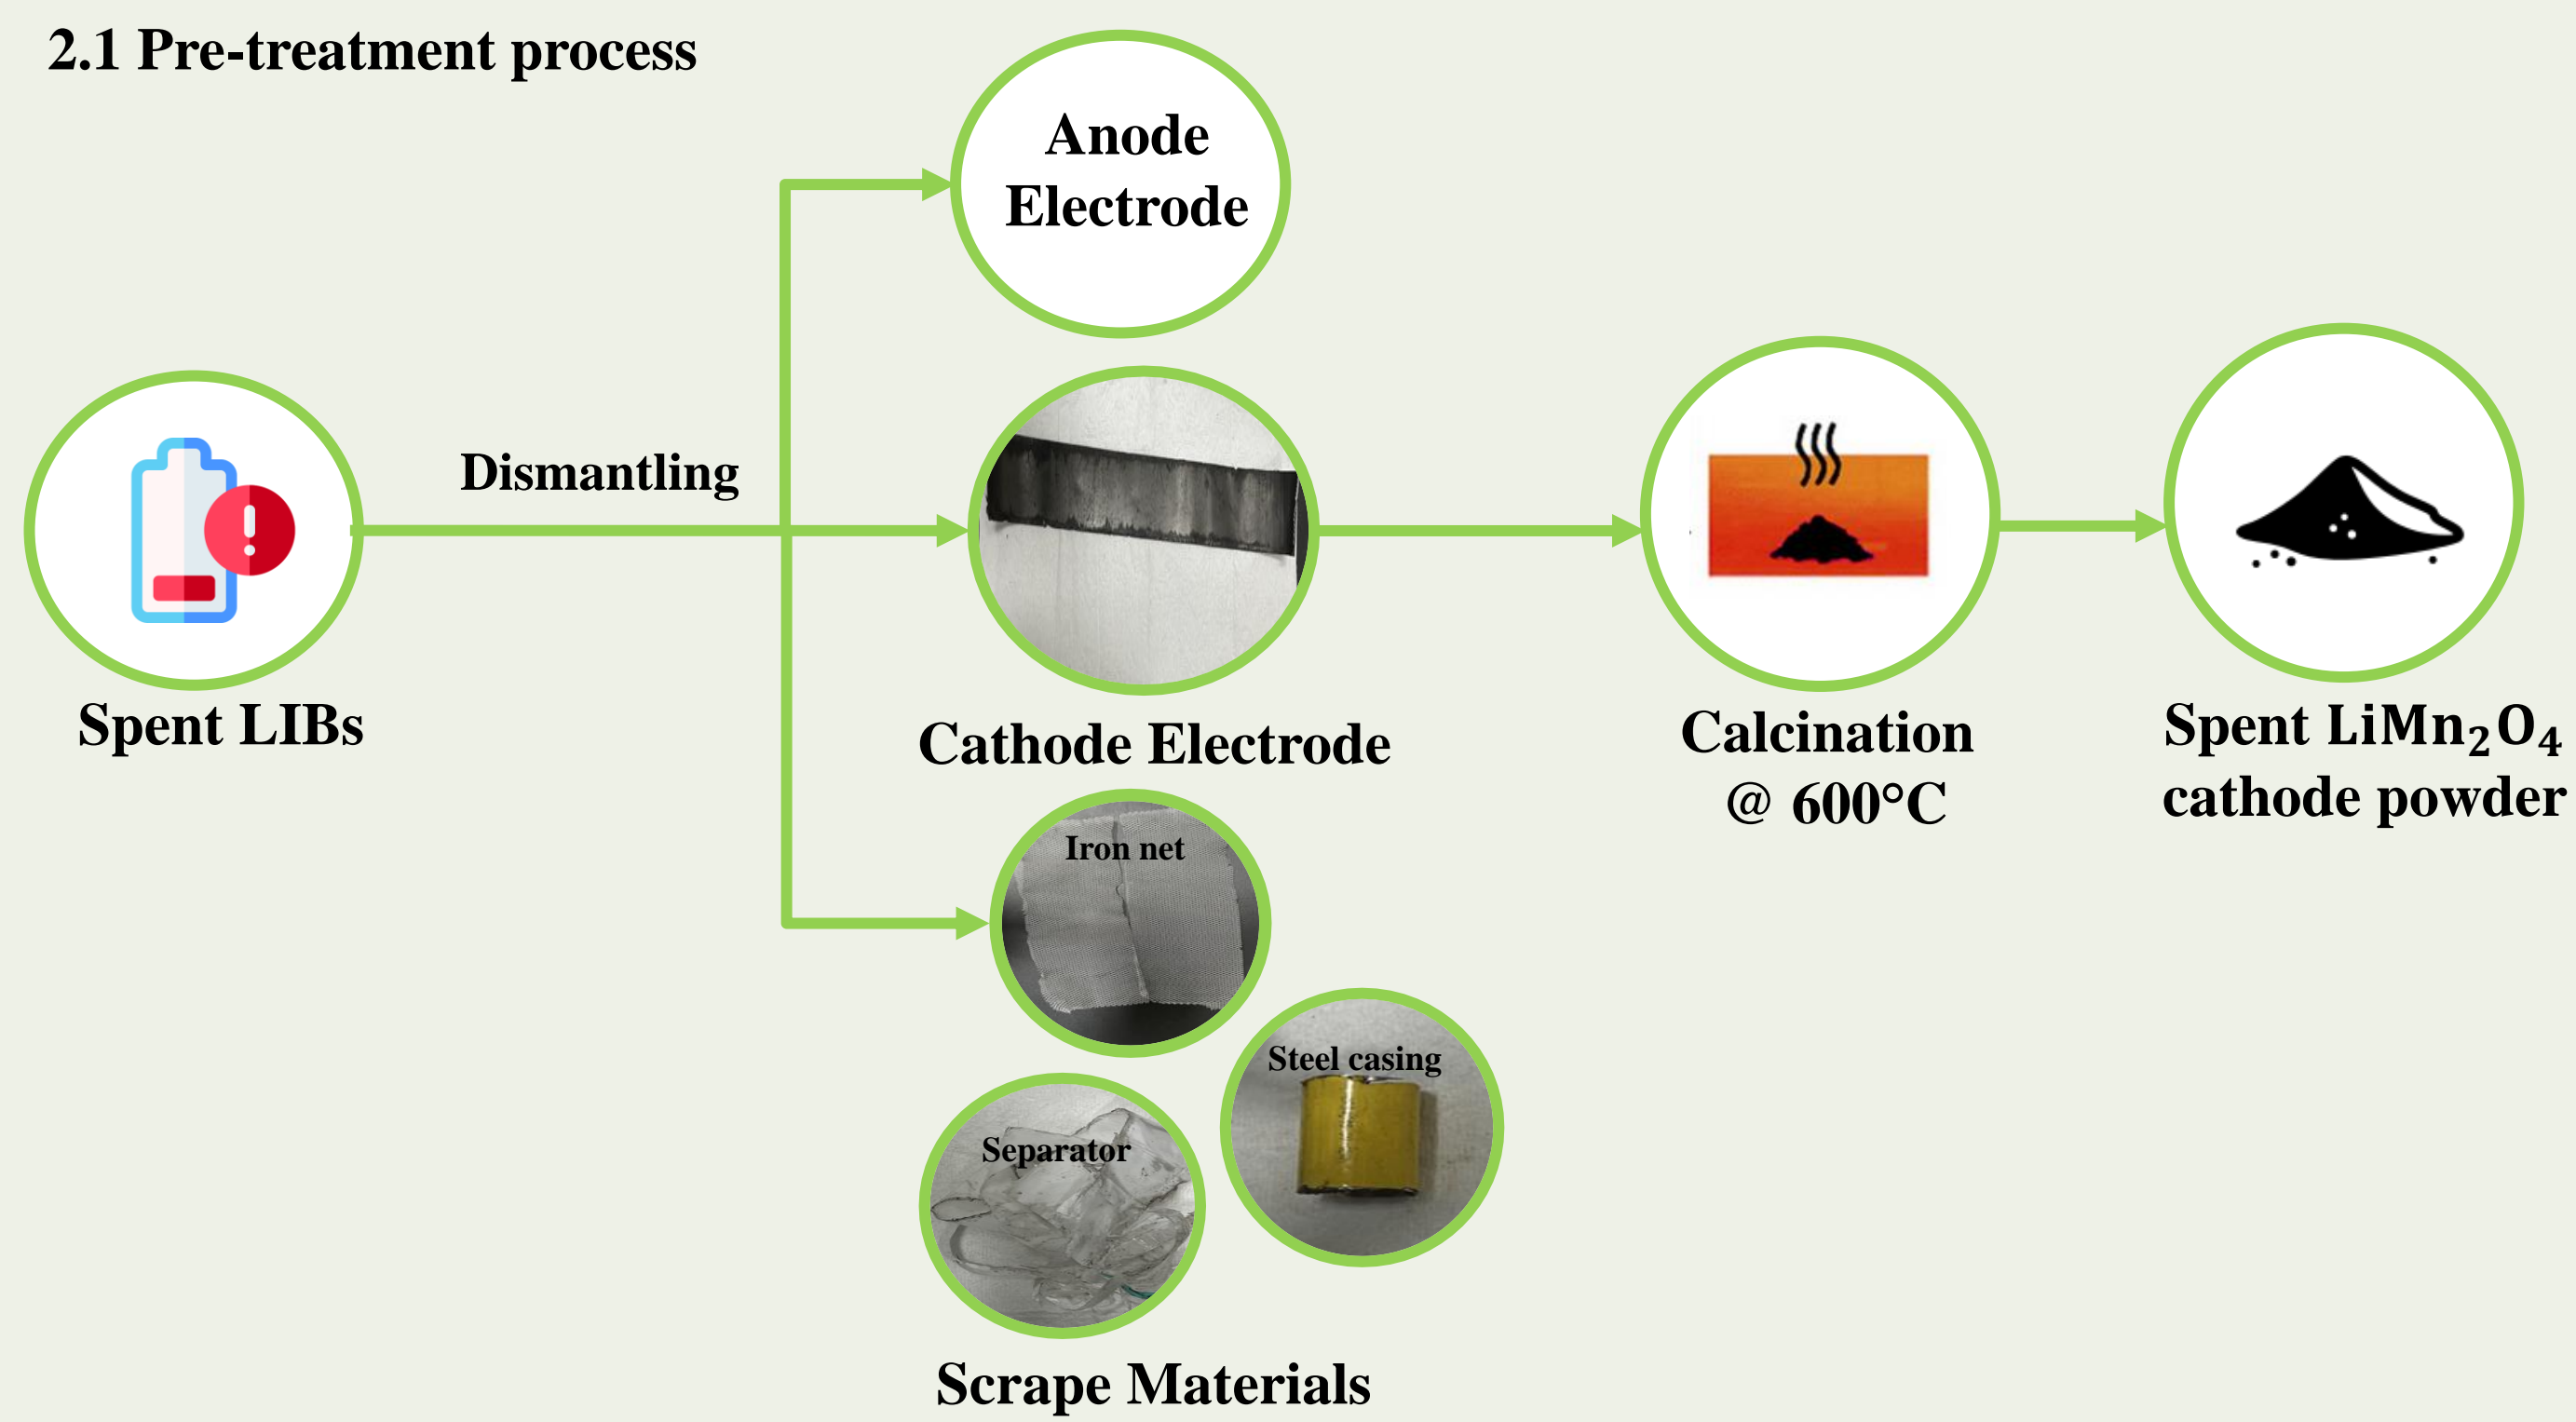 2.1 Pre-treatment process
Anode
Electrode
Dismantling
Spent LIBs
Cathode Electrode
Calcination
@ 600°C
Spent LiMn₂O₄
cathode powder
Iron net
Steel casing
Separator
Scrape Materials